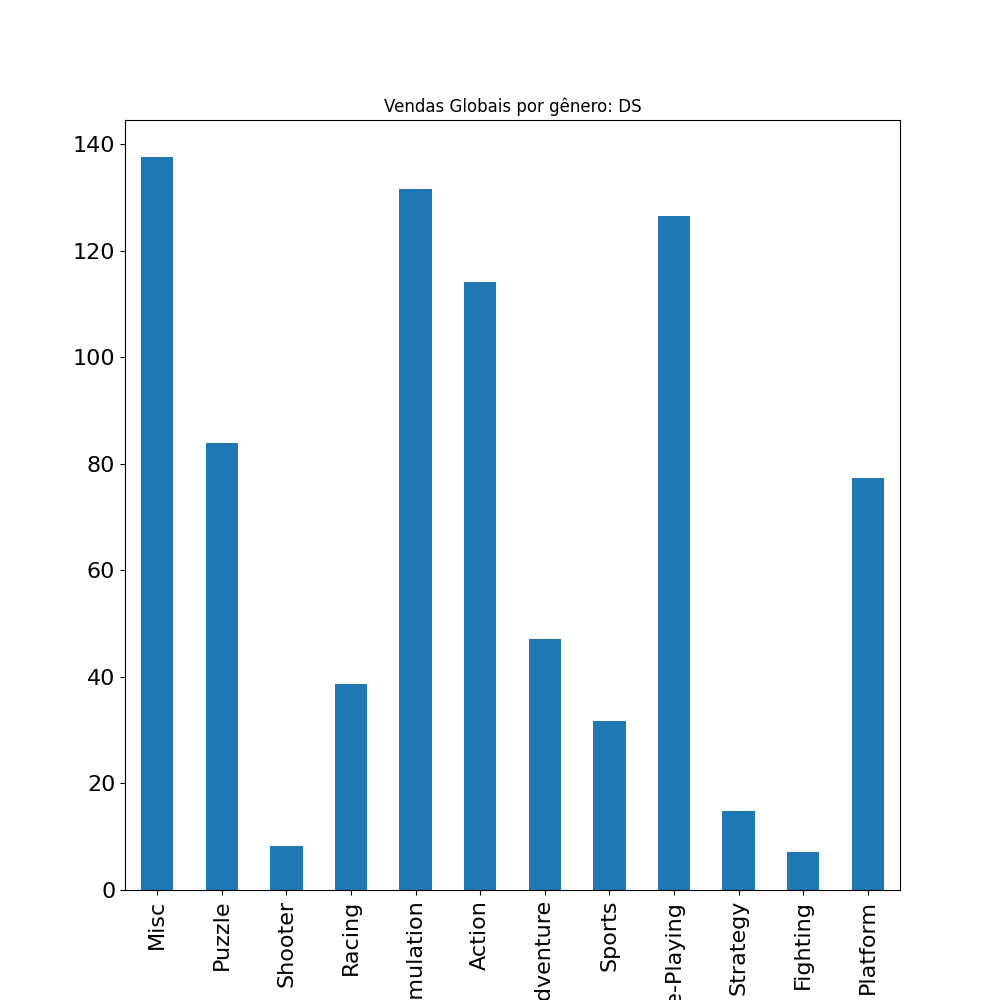 Vendas Globais por gênero: DS
140
120
100
80
60
40
20
0
Misc
Puzzle
Shooter
Racing
mulation
Action
dventure
Sports
e-Playing
Strategy
Fighting
Platform